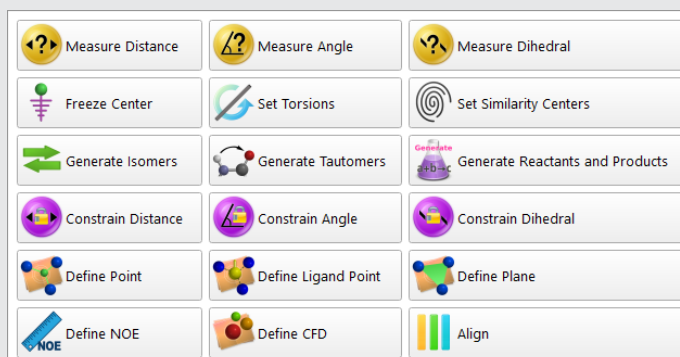 Measure Distance
Measure Angle
Measure Dihedral
Freeze Center
Set Torsions
Set Similarity Centers
Generate Isomers
Generate Tautomers
Generate
a+b→c
Generate Reactants and Products
Constrain Distance
Constrain Angle
Constrain Dihedral
Define Point
Define Ligand Point
Define Plane
NOE
Define NOE
Define CFD
Align